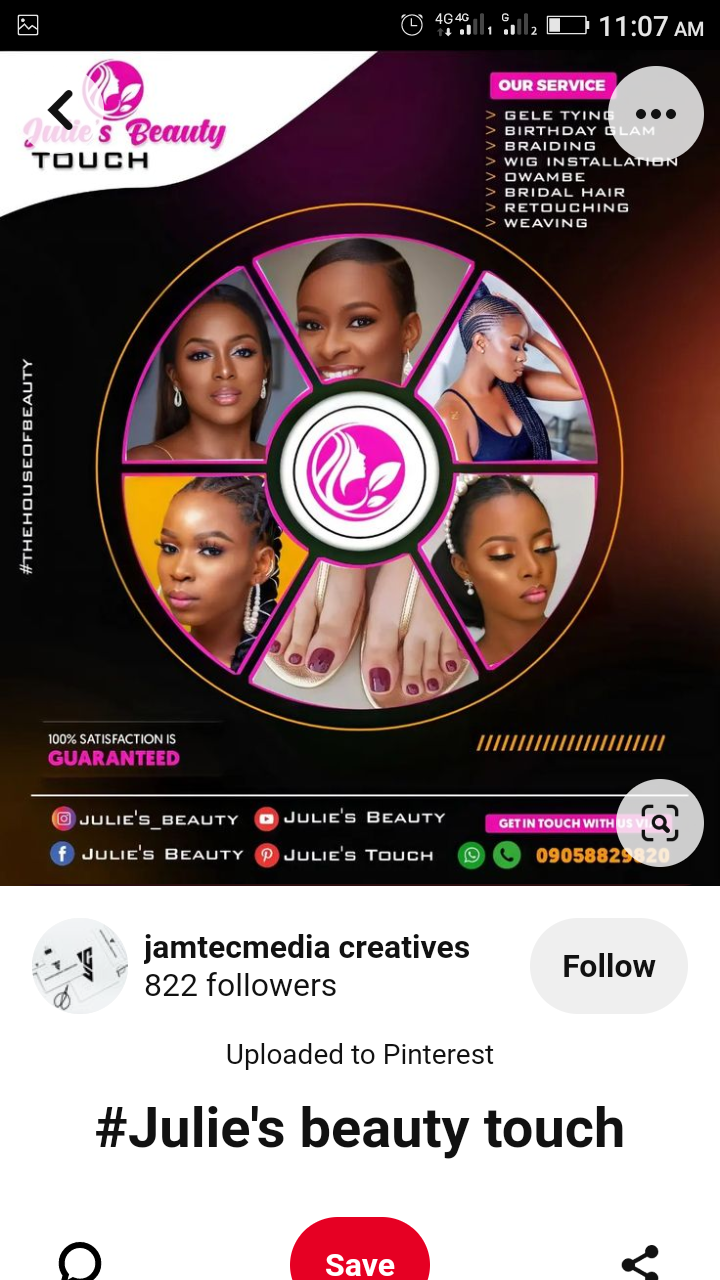 4G 4G 1 G 2 11:07 AM
Julie's Beauty
TOUCH
OUR SERVICE
> GELE TYING
> BIRTHDAY GLAM
> BRAIDING
> WIG INSTALLATION
> OWAMBE
> BRIDAL HAIR
> RETOUCHING
> WEAVING
#THEHOUSEOFBEAUTY
100% SATISFACTION IS
GUARANTEED
JULIE'S_BEAUTY
JULIE'S BEAUTY
GET IN TOUCH WITH US
JULIE'S BEAUTY
JULIE'S TOUCH
09058829820
jamtecmedia creatives
822 followers
Follow
Uploaded to Pinterest
#Julie's beauty touch
Save